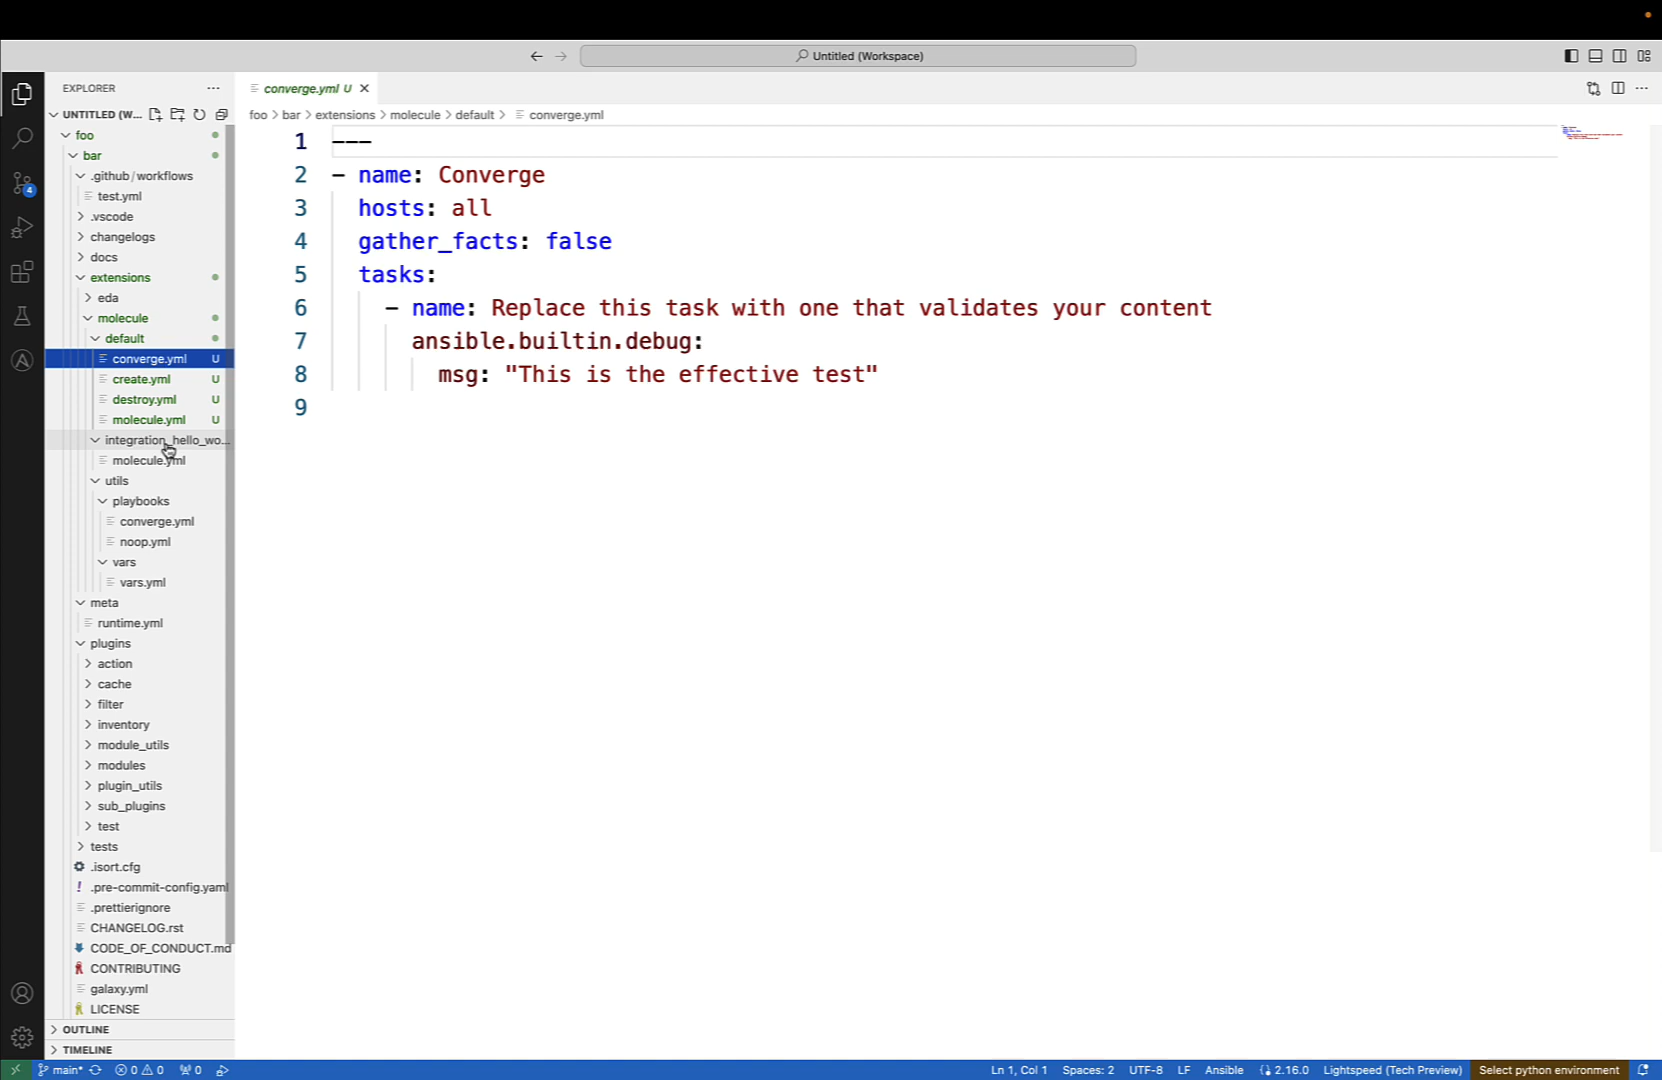 Untitled (Workspace)
EXPLORER
converge.yml U
UNTITLED (W...
foo > bar > extensions > molecule > default > converge.yml
foo
bar
.github/workflows
test.yml
.vscode
changelogs
docs
extensions
eda
molecule
default
converge.yml U
create.yml U
destroy.yml U
molecule.yml U
integration_hello_wo...
molecule.yml
utils
playbooks
converge.yml
noop.yml
vars
vars.yml
meta
runtime.yml
plugins
action
cache
filter
inventory
module_utils
modules
plugin_utils
sub_plugins
test
tests
.isort.cfg
.pre-commit-config.yaml
.prettierignore
CHANGELOG.rst
CODE_OF_CONDUCT.md
CONTRIBUTING
galaxy.yml
LICENSE
OUTLINE
TIMELINE
4
1 ---
2 - name: Converge
3 hosts: all
4 gather_facts: false
5 tasks:
6 - name: Replace this task with one that validates your content
7 ansible.builtin.debug:
8 msg: "This is the effective test"
9
main* 0 0 0 Ln 1, Col 1 Spaces: 2 UTF-8 LF Ansible 2.16.0 Lightspeed (Tech Preview) Select python environment